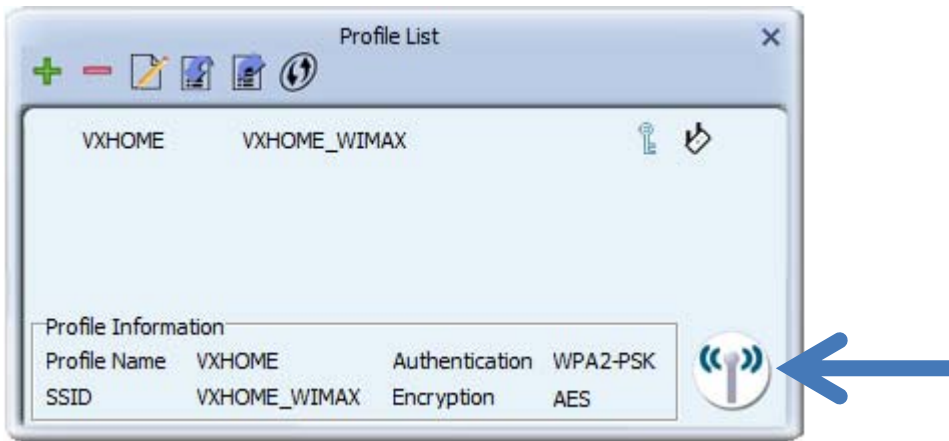 Profile List
VXHOME VXHOME_WIMAX
Profile Information
Profile Name VXHOME Authentication WPA2-PSK
SSID VXHOME_WIMAX Encryption AES